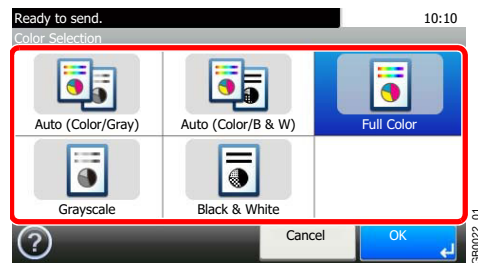 Ready to send. 10:10
Color Selection
Auto (Color/Gray) Auto (Color/B & W) Full Color
Grayscale Black & White
? Cancel OK
GB0022_01